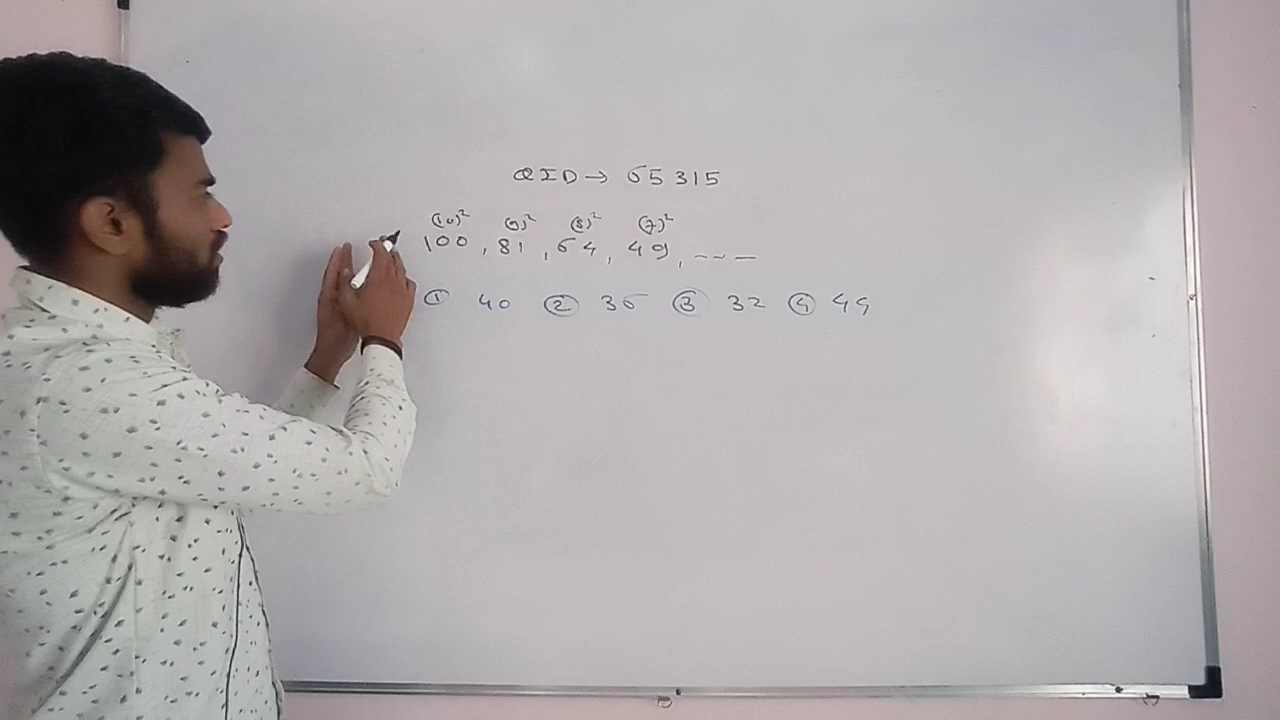 QID → 65315
(10)² (9)² (8)² (7)²
100, 81, 64, 49, ---
① 40 ② 36 ③ 32 ④ 44